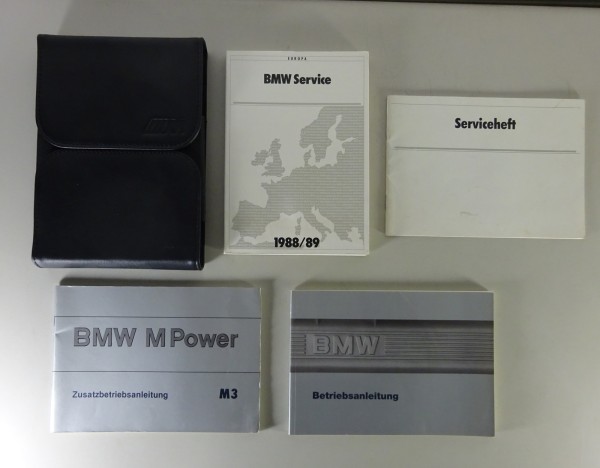 EUROPA
BMW Service
1988/89
Serviceheft
BMW M Power
Zusatzbetriebsanleitung M3
BMW
Betriebsanleitung